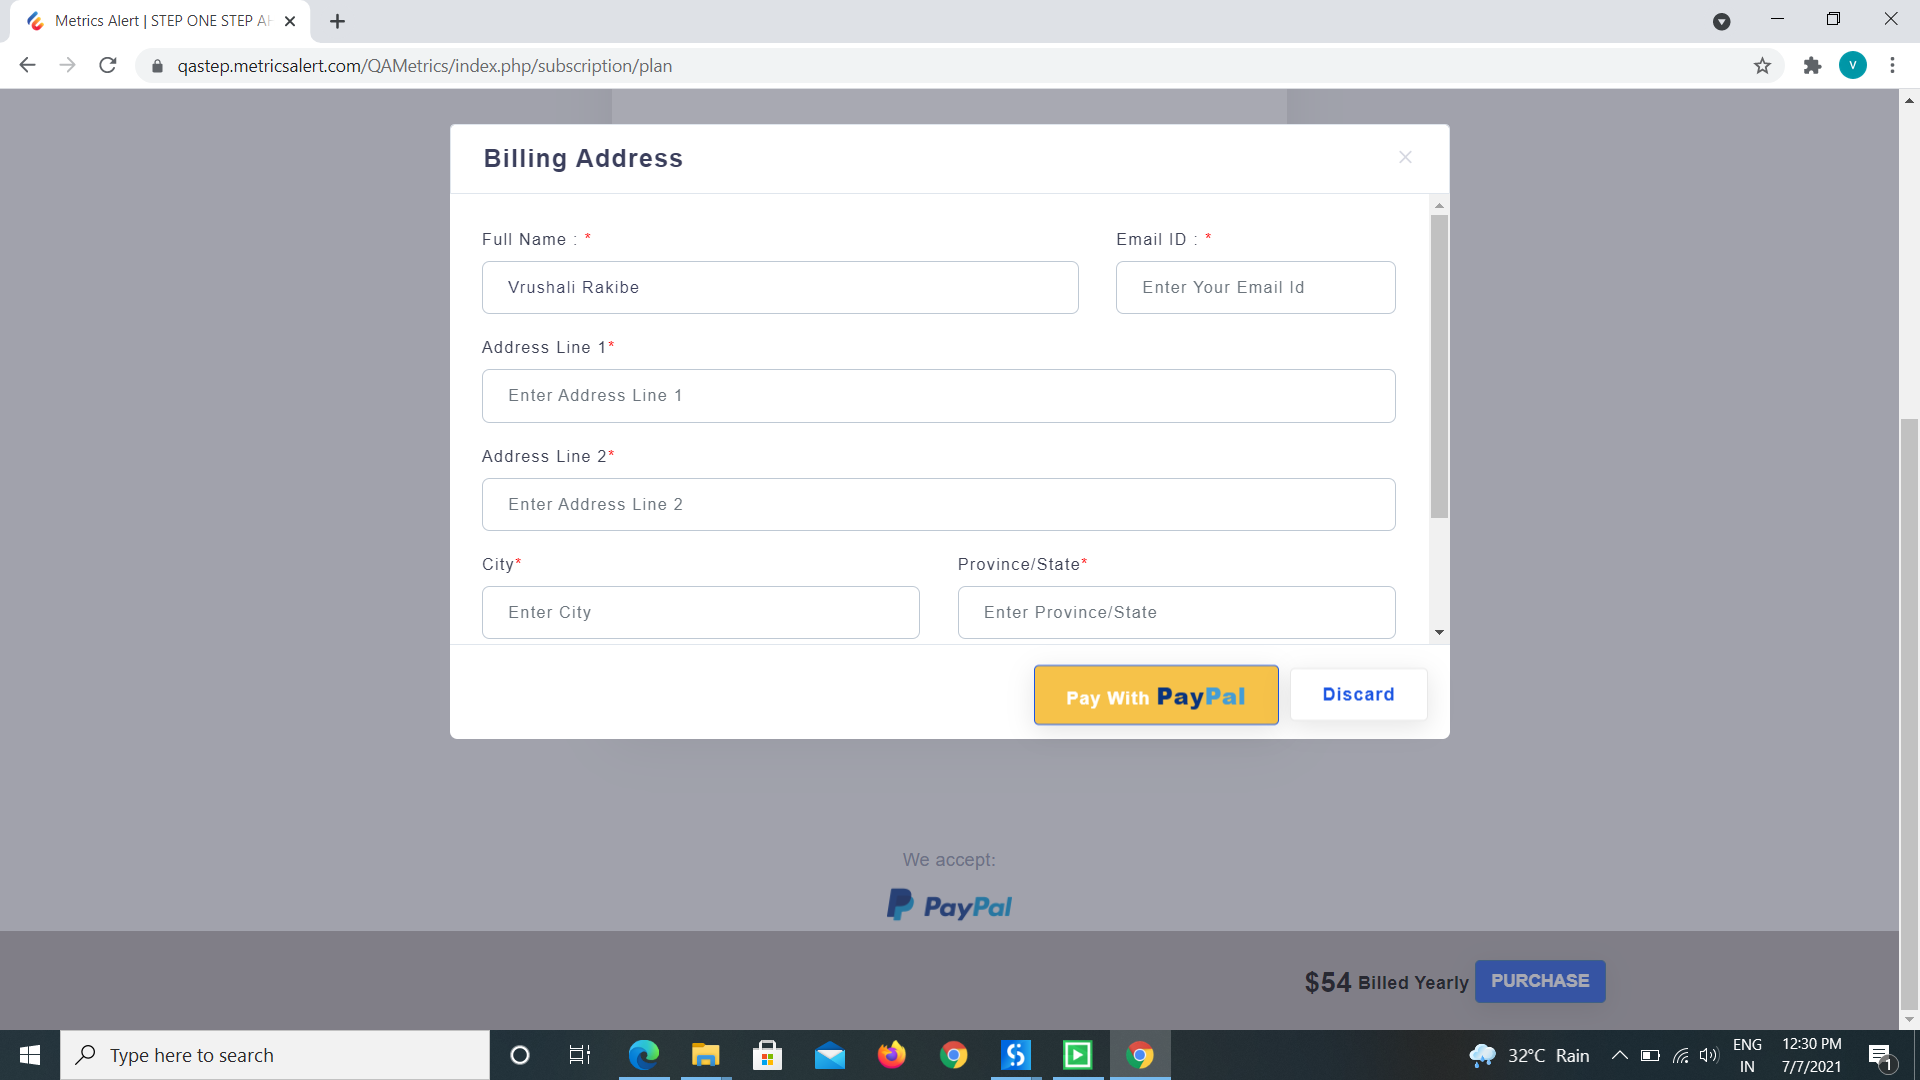 Metrics Alert | STEP ONE STEP AH
qastep.metricsalert.com/QAMetrics/index.php/subscription/plan
V
Billing Address
Full Name : *
Email ID : *
Vrushali Rakibe
Enter Your Email Id
Address Line 1*
Enter Address Line 1
Address Line 2*
Enter Address Line 2
City*
Province/State*
Enter City
Enter Province/State
Pay With PayPal
Discard
We accept:
PayPal
$54 Billed Yearly PURCHASE
Type here to search
32°C Rain
ENG
IN
12:30 PM
7/7/2021
1